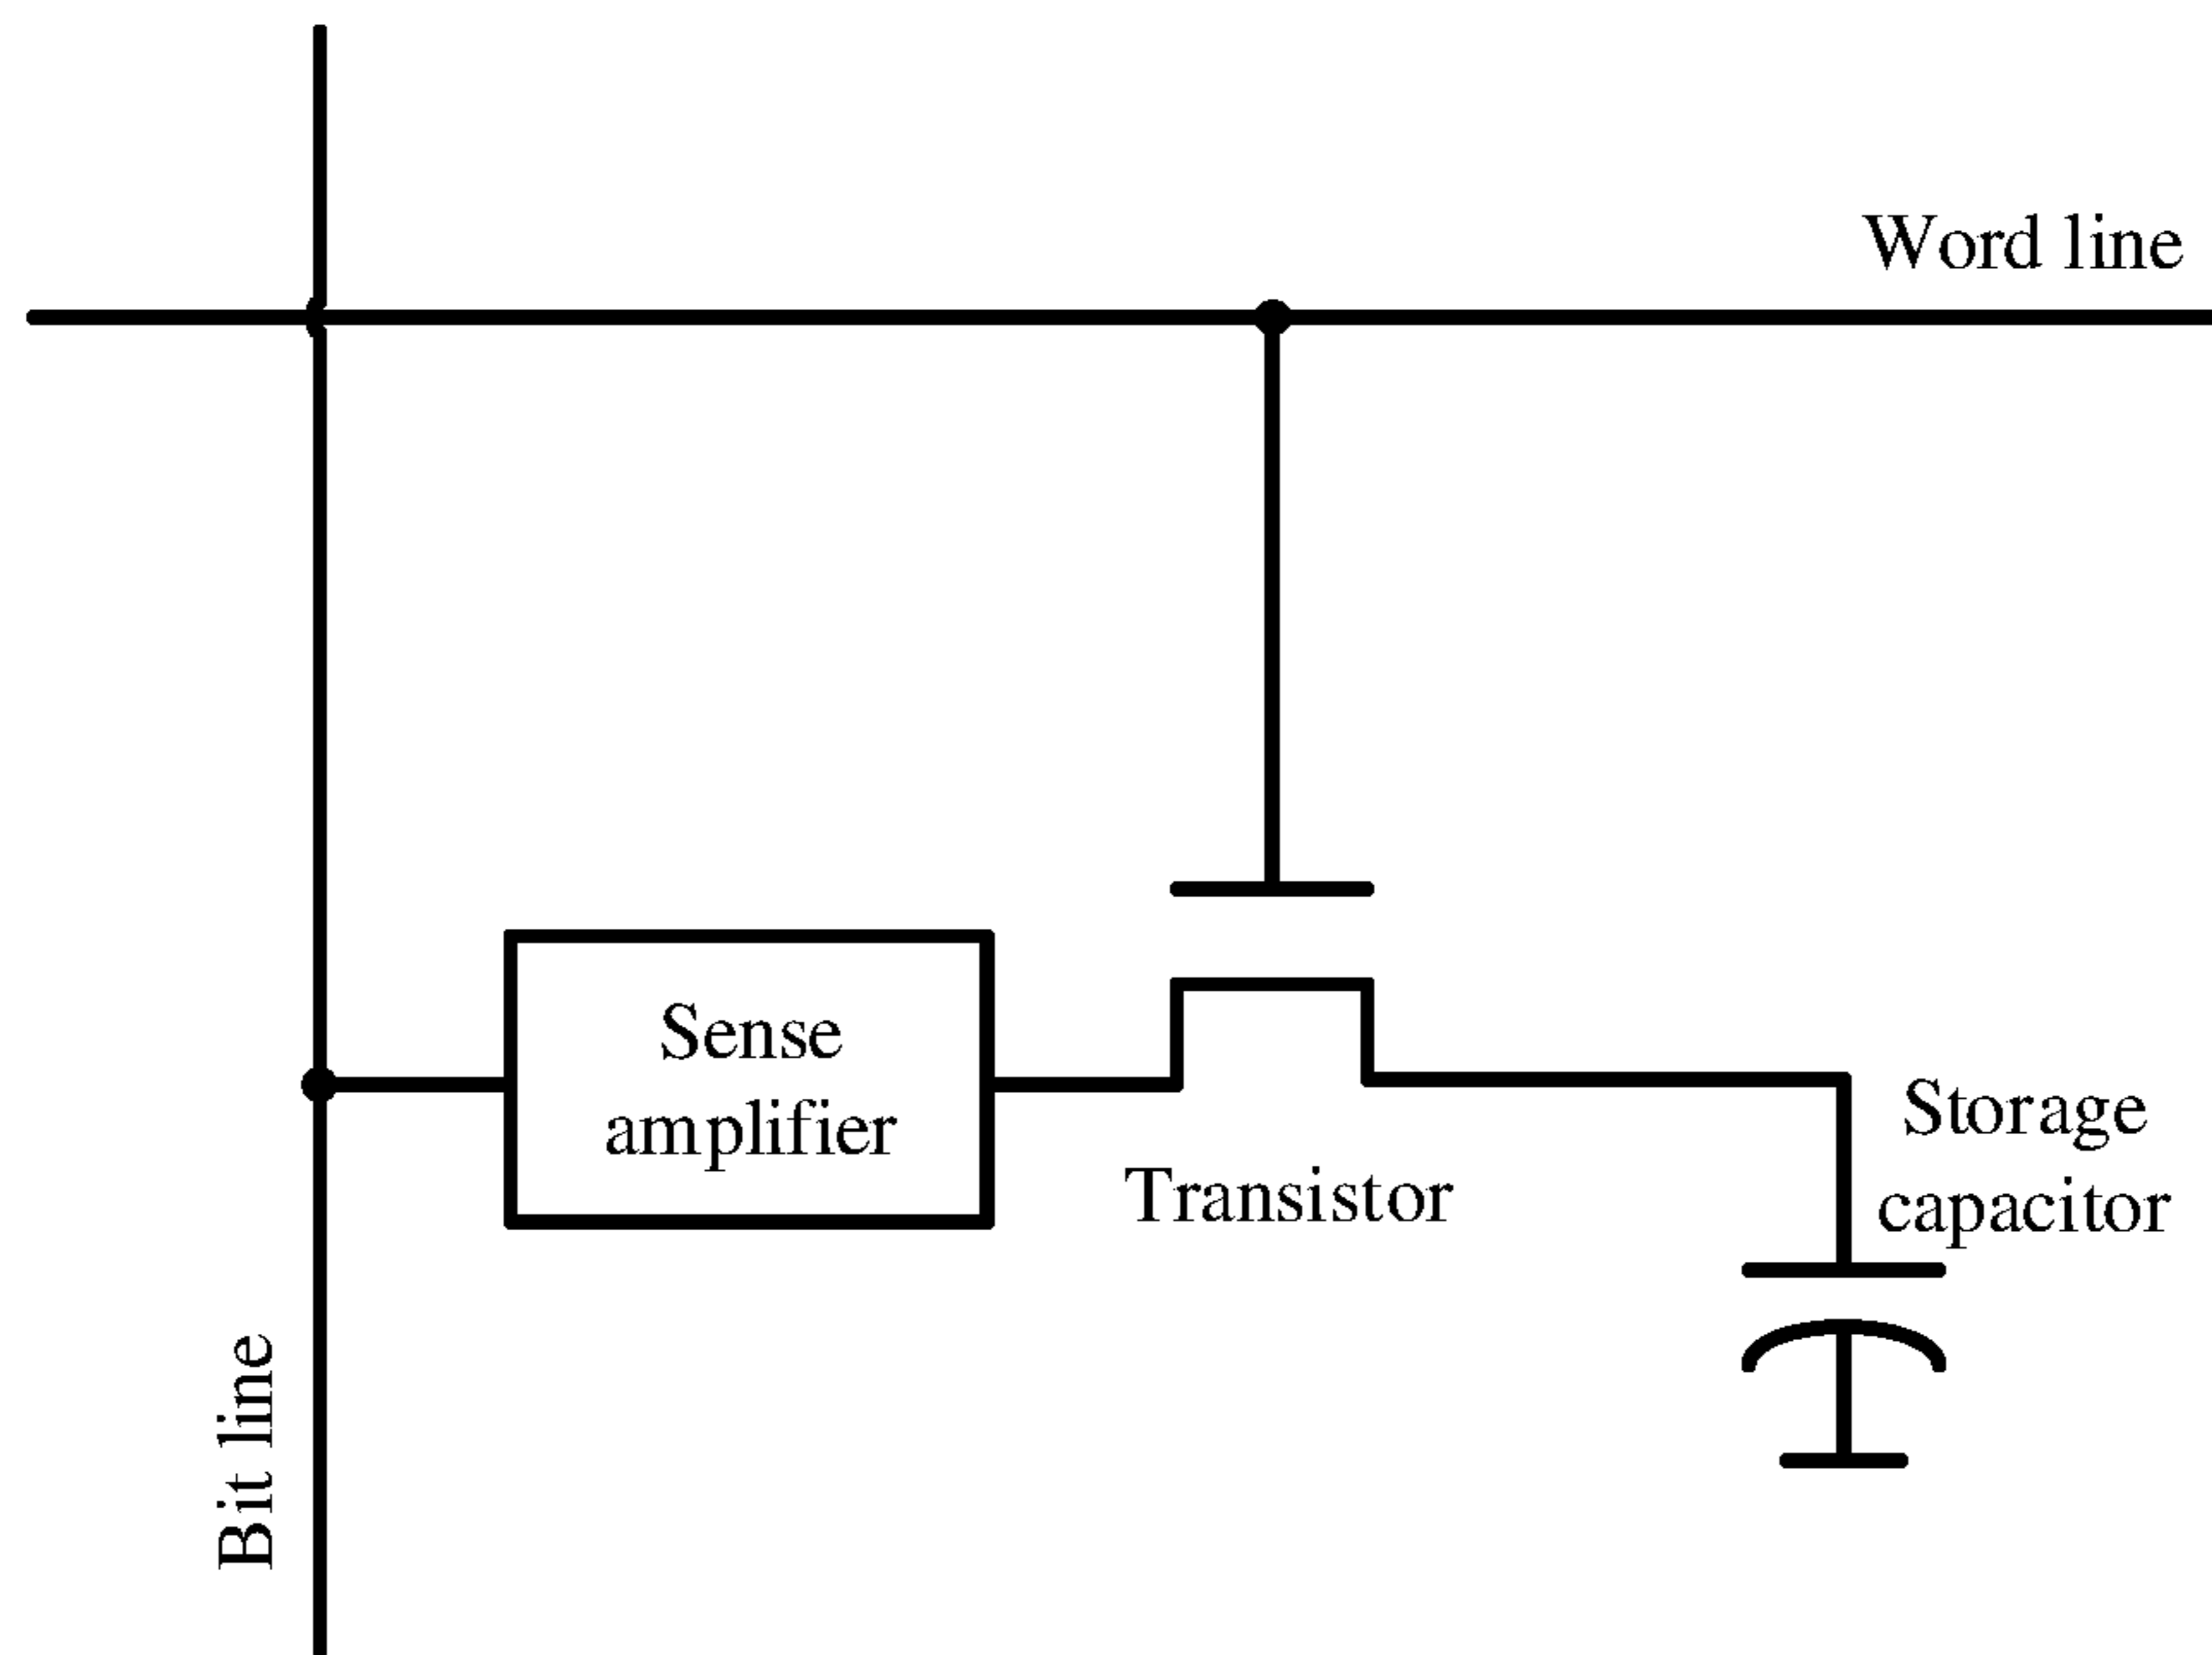 Word line
Sense
amplifier
Transistor
Storage
capacitor
Bit line